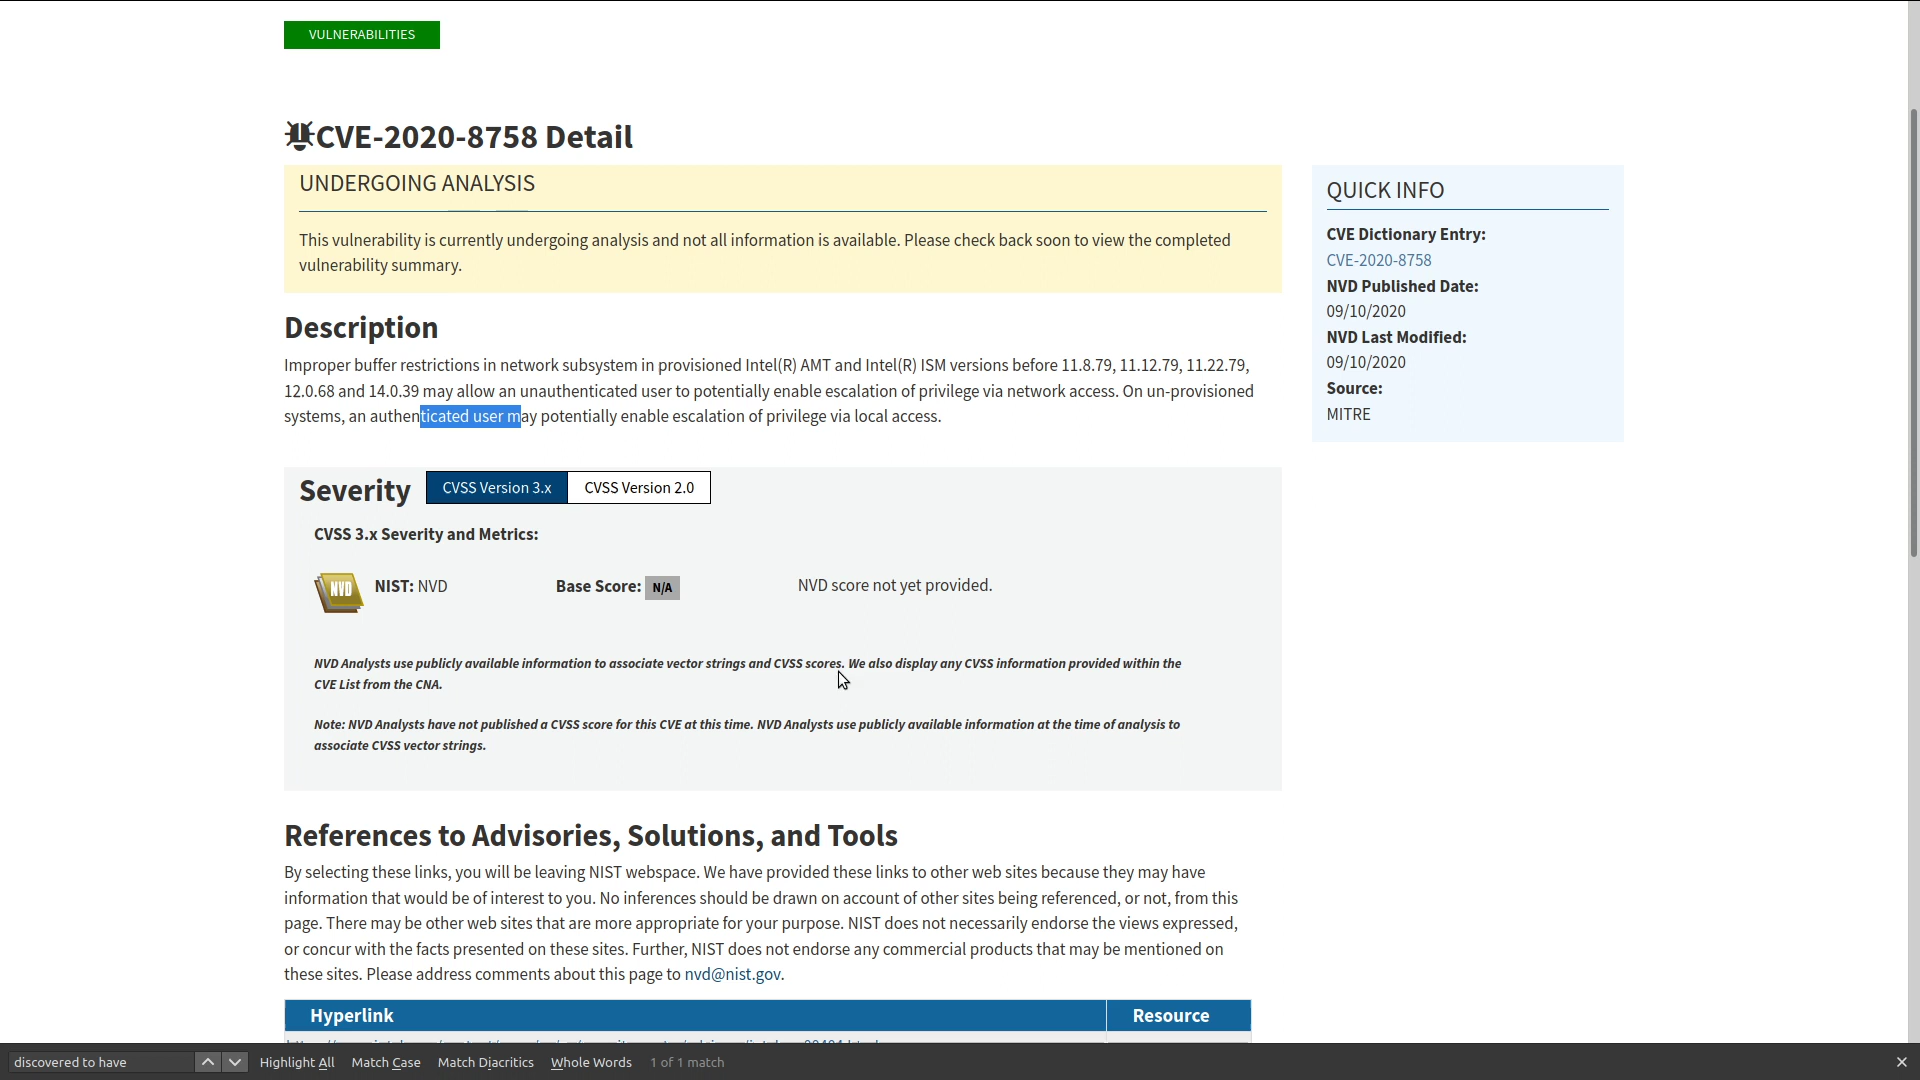 VULNERABILITIES
CVE-2020-8758 Detail
UNDERGOING ANALYSIS
This vulnerability is currently undergoing analysis and not all information is available. Please check back soon to view the completed
vulnerability summary.
QUICK INFO
CVE Dictionary Entry:
CVE-2020-8758
NVD Published Date:
09/10/2020
NVD Last Modified:
09/10/2020
Source:
MITRE
Description
Improper buffer restrictions in network subsystem in provisioned Intel(R) AMT and Intel(R) ISM versions before 11.8.79, 11.12.79, 11.22.79,
12.0.68 and 14.0.39 may allow an unauthenticated user to potentially enable escalation of privilege via network access. On un-provisioned
systems, an authenticated user may potentially enable escalation of privilege via local access.
Severity CVSS Version 3.x CVSS Version 2.0
CVSS 3.x Severity and Metrics:
NVD NIST: NVD Base Score: N/A NVD score not yet provided.
NVD Analysts use publicly available information to associate vector strings and CVSS scores. We also display any CVSS information provided within the
CVE List from the CNA.
Note: NVD Analysts have not published a CVSS score for this CVE at this time. NVD Analysts use publicly available information at the time of analysis to
associate CVSS vector strings.
References to Advisories, Solutions, and Tools
By selecting these links, you will be leaving NIST webspace. We have provided these links to other web sites because they may have
information that would be of interest to you. No inferences should be drawn on account of other sites being referenced, or not, from this
page. There may be other web sites that are more appropriate for your purpose. NIST does not necessarily endorse the views expressed,
or concur with the facts presented on these sites. Further, NIST does not endorse any commercial products that may be mentioned on
these sites. Please address comments about this page to nvd@nist.gov.
Hyperlink Resource
discovered to have Highlight All Match Case Match Diacritics Whole Words 1 of 1 match